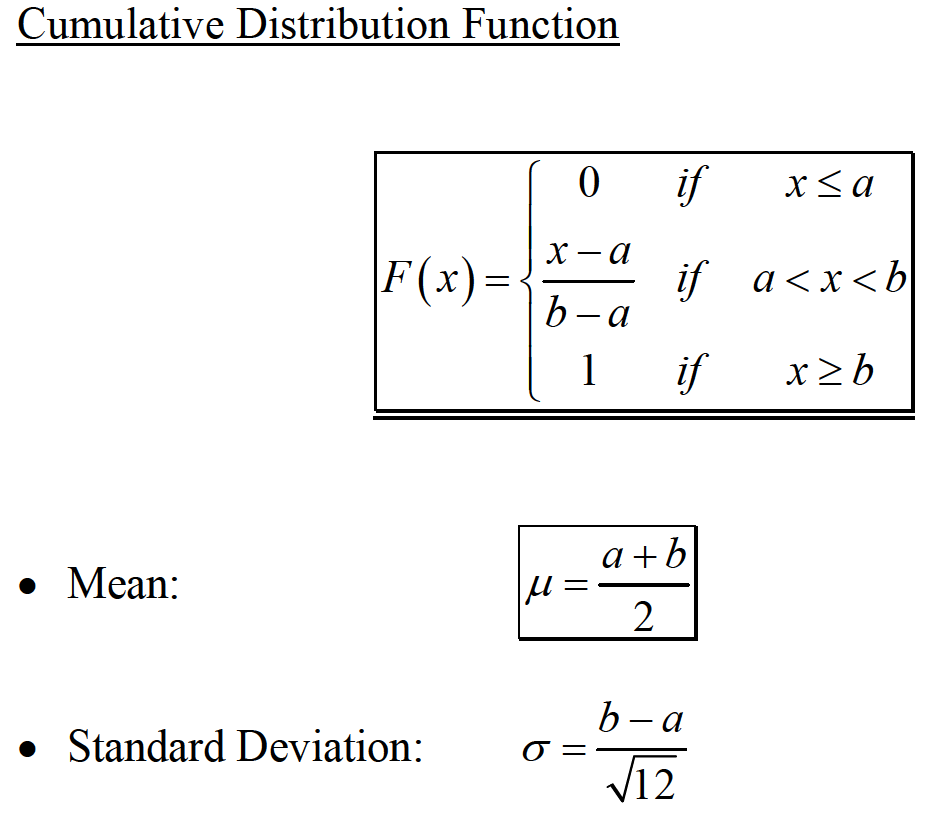 Cumulative Distribution Function
0 if x ≤ a
F(x) = { x − a / b − a if a < x < b
1 if x ≥ b
• Mean: μ = a + b / 2
• Standard Deviation: σ = b − a / √12